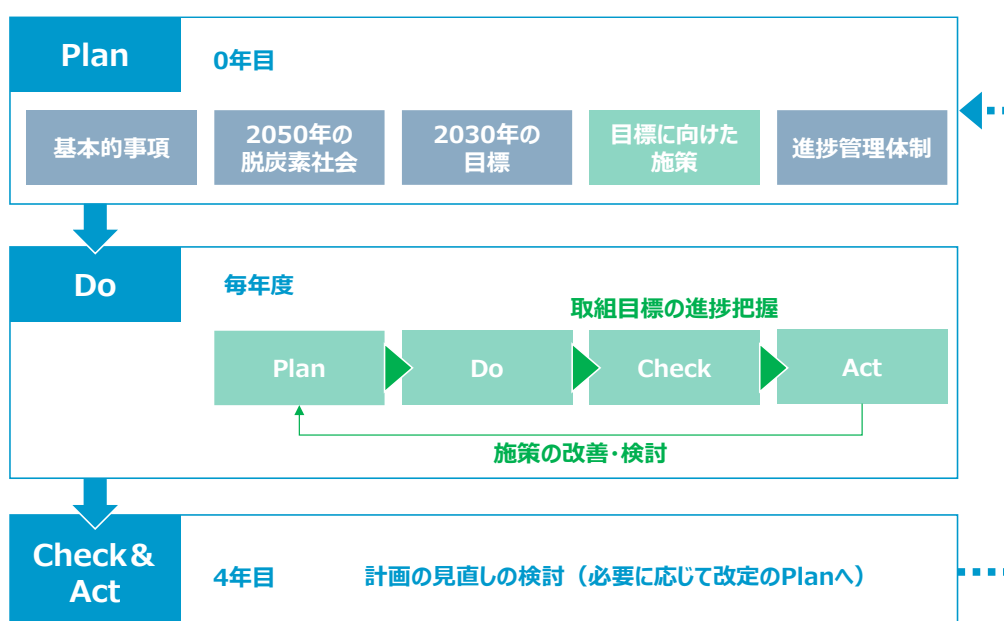 Plan
0年目
基本的事項
2050年の
脱炭素社会
2030年の
目標
目標に向けた
施策
進捗管理体制
Do
毎年度
取組目標の進捗把握
Plan
Do
Check
Act
施策の改善・検討
Check＆
Act
4年目
計画の見直しの検討（必要に応じて改定のPlanへ）